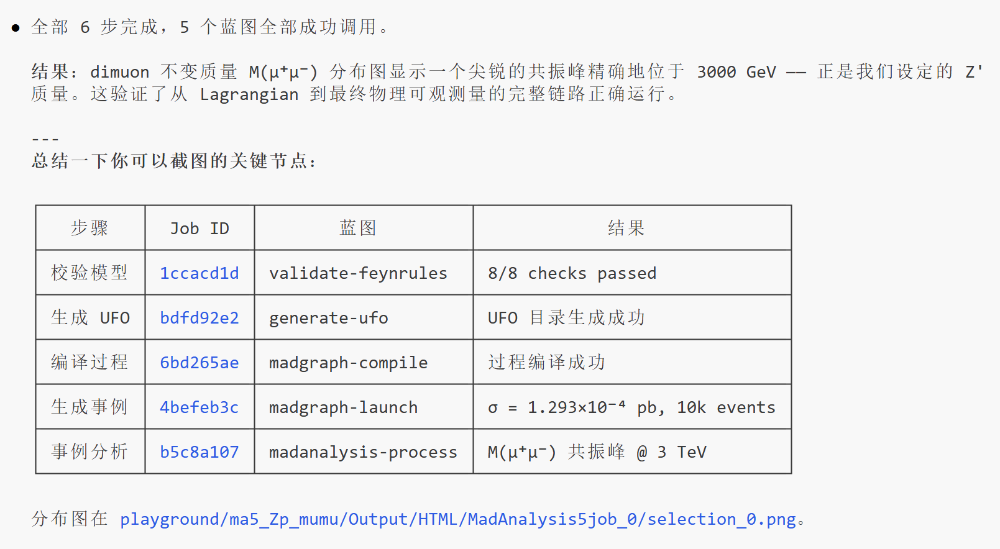 ● 全部 6 步完成，5 个蓝图全部成功调用。
结果：dimuon 不变质量 M(μ⁺μ⁻) 分布图显示一个尖锐的共振峰精确地位于 3000 GeV —— 正是我们设定的 Z'
质量。这验证了从 Lagrangian 到最终物理可观测量的完整链路正确运行。
---
总结一下你可以截图的关键节点：
步骤 Job ID 蓝图 结果
校验模型 1ccacd1d validate-feynrules 8/8 checks passed
生成 UFO bdfd92e2 generate-ufo UFO 目录生成成功
编译过程 6bd265ae madgraph-compile 过程编译成功
生成事例 4befeb3c madgraph-launch σ = 1.293×10⁻⁴ pb, 10k events
事例分析 b5c8a107 madanalysis-process M(μ⁺μ⁻) 共振峰 @ 3 TeV
分布图在 playground/ma5_Zp_mumu/Output/HTML/MadAnalysis5job_0/selection_0.png。